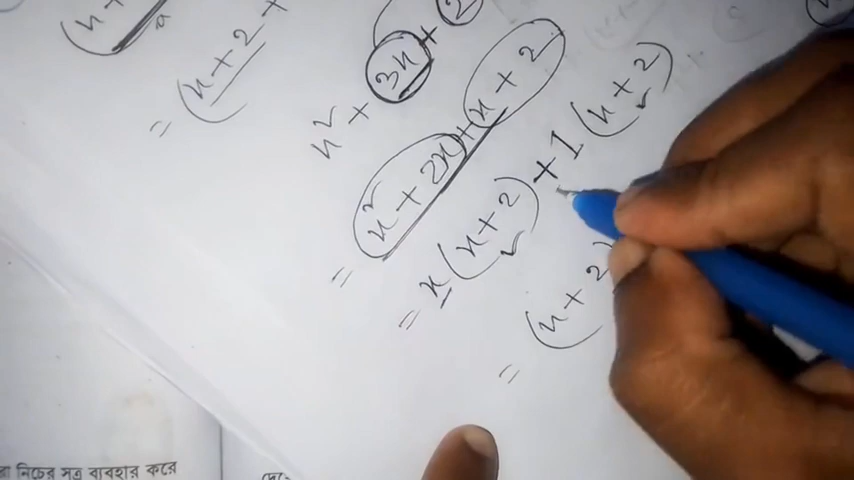 = (x + 2 +
x² + 3x + 2
= x² + 2x + x + 2
= x (x + 2) + 1 (x + 2)
= (x + 2)
নিচের সূত্র ব্যবহার করে